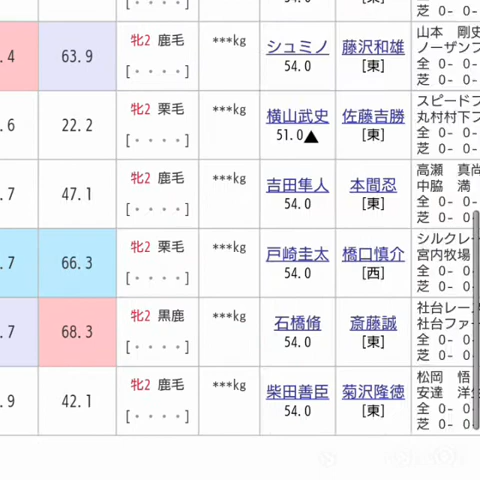 [・・・・] 54.0 芝 0- 0-
.4 63.9 牝2 鹿毛 ***kg シュミノ 藤沢和雄 山本 剛史
ノーザンフ
[・・・・] 54.0 [東] 全 0- 0-
芝 0- 0-
.6 22.2 牝2 栗毛 ***kg 横山武史 佐藤吉勝 スピードフ
丸村村下フ
[・・・・] 51.0▲ [東] 全 0- 0-
芝 0- 0-
.7 47.1 牝2 鹿毛 ***kg 吉田隼人 本間忍 高瀬 真尚
中脇 満
[・・・・] 54.0 [東] 全 0- 0-
芝 0- 0
.7 66.3 牝2 栗毛 ***kg 戸崎圭太 橋口慎介 シルクレー
宮内牧場
[・・・・] 54.0 [西] 全 0- 0
芝 0- 0
.7 68.3 牝2 黒鹿 ***kg 石橋脩 斎藤誠 社台レース
社台ファー
[・・・・] 54.0 [東] 全 0- 0
芝 0- 0
.9 42.1 牝2 鹿毛 ***kg 柴田善臣 菊沢隆徳 松岡 悟
安達 洋
[・・・・] 54.0 [東] 全 0- 0
芝 0- 0-